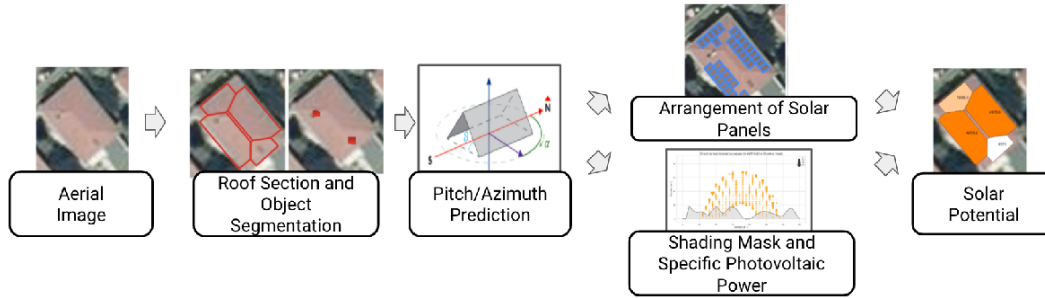 Aerial
Image
Roof Section and
Object
Segmentation
N
S
θ
α
Pitch/Azimuth
Prediction
Arrangement of Solar
Panels
Shading Mask and
Specific Photovoltaic
Power
Solar
Potential